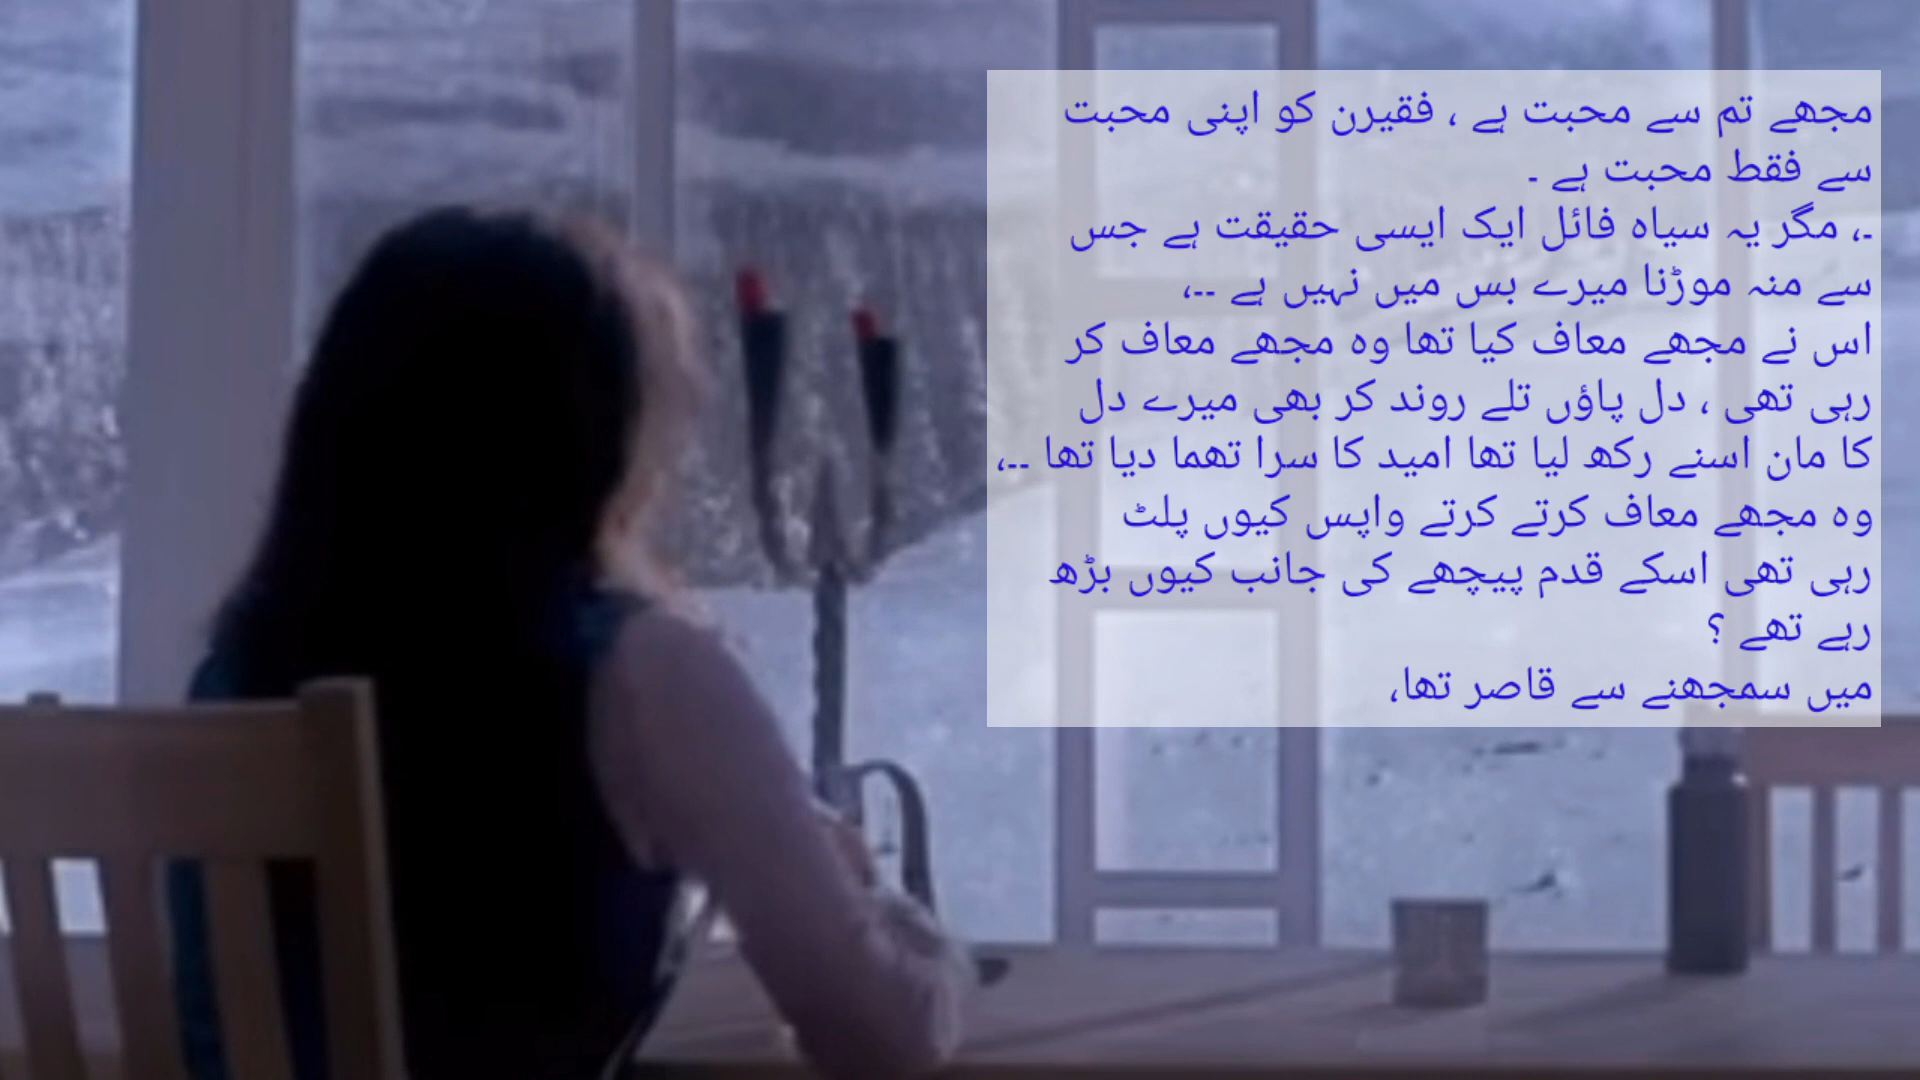 مجھے تم سے محبت ہے ، فقیرن کو اپنی محبت
سے فقط محبت ہے ۔
۔، مگر یہ سیاہ فائل ایک ایسی حقیقت ہے جس
سے منہ موڑنا میرے بس میں نہیں ہے ۔۔،
اس نے مجھے معاف کیا تھا وہ مجھے معاف کر
رہی تھی ، دل پاؤں تلے روند کر بھی میرے دل
کا مان اسنے رکھ لیا تھا امید کا سرا تھما دیا تھا ۔۔،
وہ مجھے معاف کرتے کرتے واپس کیوں پلٹ
رہی تھی اسکے قدم پیچھے کی جانب کیوں بڑھ
رہے تھے ؟
میں سمجھنے سے قاصر تھا،